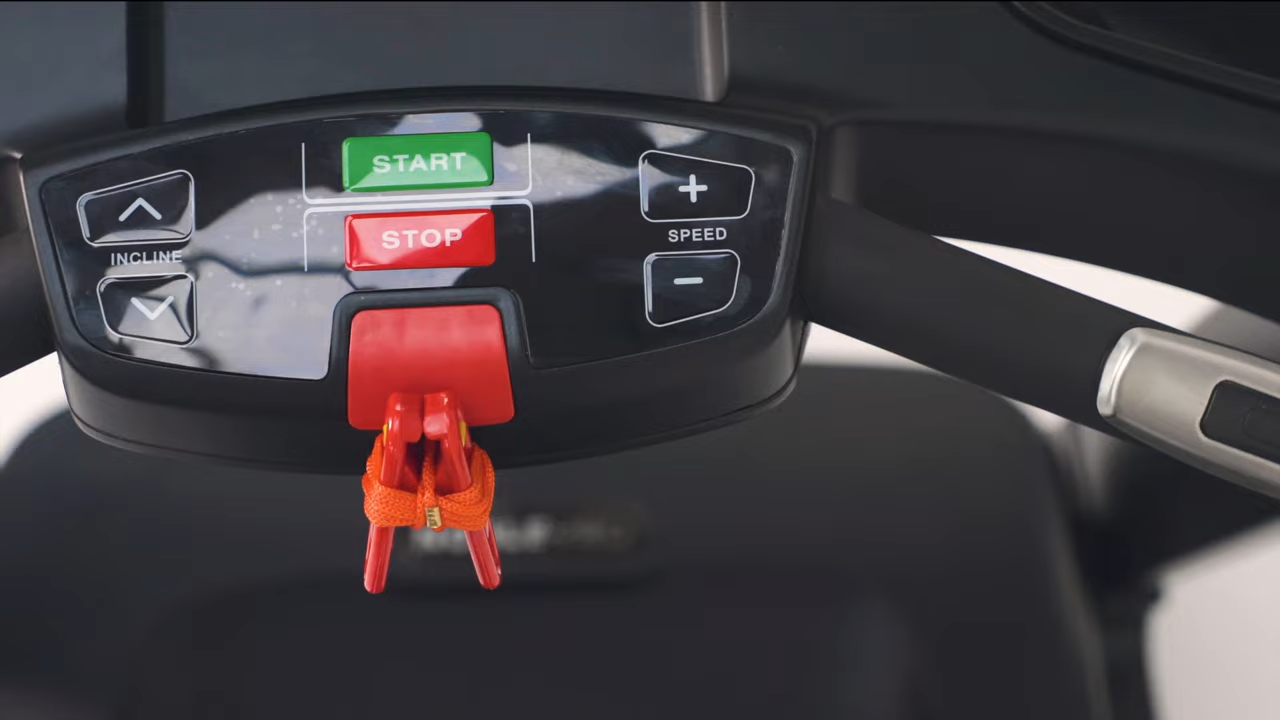 START
STOP
INCLINE
+
SPEED
-